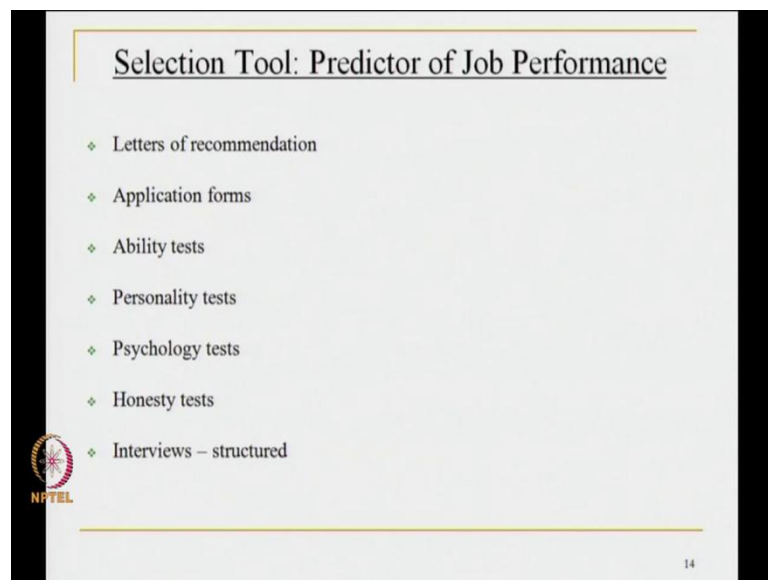 Selection Tool: Predictor of Job Performance
Letters of recommendation
Application forms
Ability tests
Personality tests
Psychology tests
Honesty tests
Interviews – structured
NPTEL
14